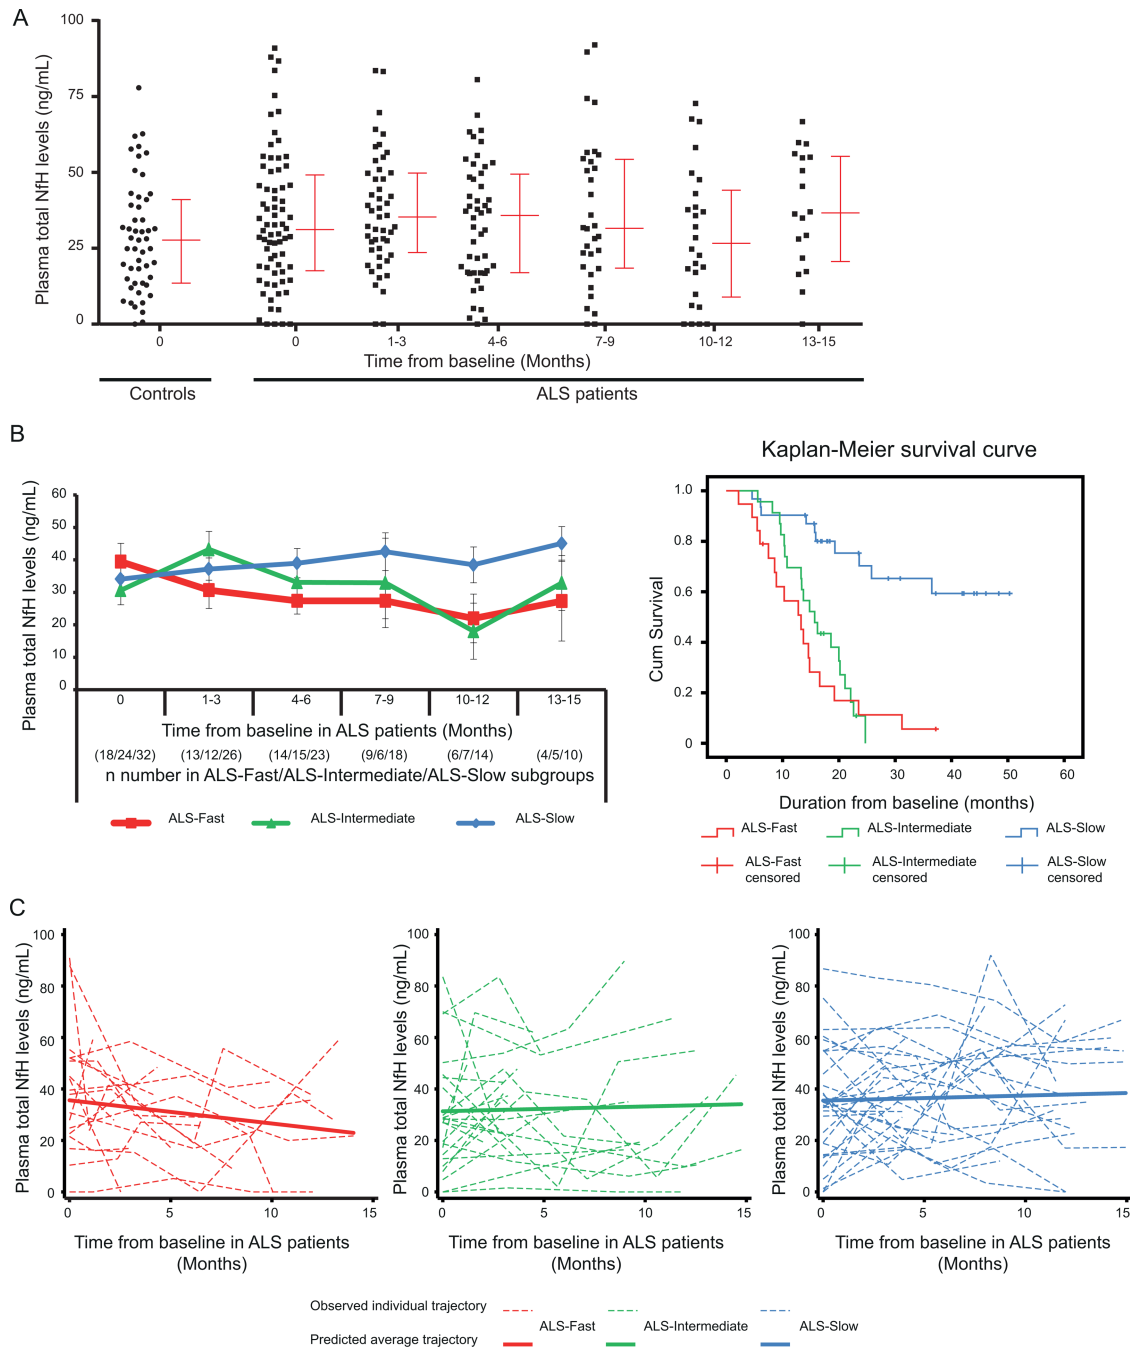 A
Plasma total NfH levels (ng/mL)
100
75
50
25
0
0
0
1-3
4-6
7-9
10-12
13-15
Time from baseline (Months)
Controls
ALS patients
B
Plasma total NfH levels (ng/mL)
60
50
40
30
20
10
0
0
1-3
4-6
7-9
10-12
13-15
Time from baseline in ALS patients (Months)
(18/24/32)
(13/12/26)
(14/15/23)
(9/6/18)
(6/7/14)
(4/5/10)
n number in ALS-Fast/ALS-Intermediate/ALS-Slow subgroups
ALS-Fast
ALS-Intermediate
ALS-Slow
Kaplan-Meier survival curve
Cum Survival
1.0
0.8
0.6
0.4
0.2
0
0
10
20
30
40
50
60
Duration from baseline (months)
ALS-Fast
ALS-Intermediate
ALS-Slow
ALS-Fast
censored
ALS-Intermediate
censored
ALS-Slow
censored
C
Plasma total NfH levels (ng/mL)
100
80
60
40
20
0
0
5
10
15
Time from baseline in ALS patients
(Months)
Plasma total NfH levels (ng/mL)
100
80
60
40
20
0
0
5
10
15
Time from baseline in ALS patients
(Months)
Plasma total NfH levels (ng/mL)
100
80
60
40
20
0
0
5
10
15
Time from baseline in ALS patients
(Months)
Observed individual trajectory
ALS-Fast
ALS-Intermediate
ALS-Slow
Predicted average trajectory